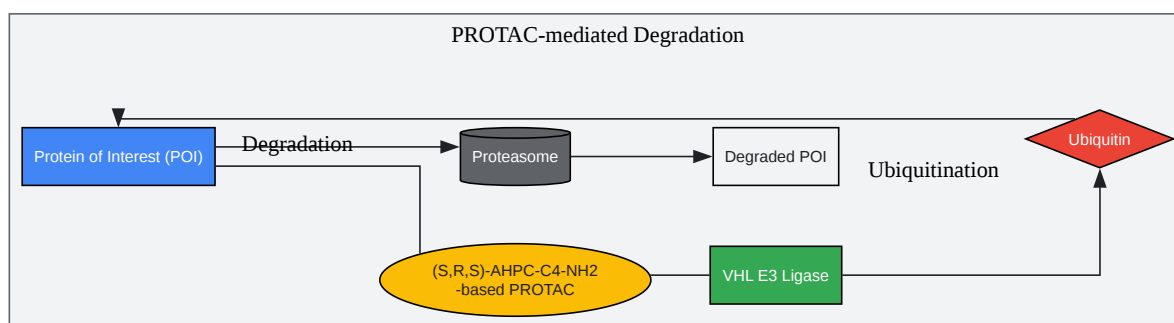 PROTAC-mediated Degradation
Protein of Interest (POI)
Degradation
Proteasome
Degraded POI
Ubiquitination
Ubiquitin
(S,R,S)-AHPC-C4-NH2
-based PROTAC
VHL E3 Ligase